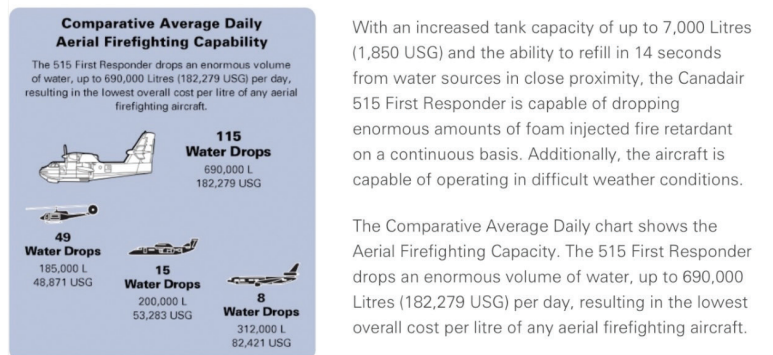 Comparative Average Daily
Aerial Firefighting Capability
The 515 First Responder drops an enormous volume
of water, up to 690,000 Litres (182,279 USG) per day,
resulting in the lowest overall cost per litre of any aerial
firefighting aircraft.
115
Water Drops
690,000 L
182,279 USG
49
Water Drops
185,000 L
48,871 USG
15
Water Drops
200,000 L
53,283 USG
8
Water Drops
312,000 L
82,421 USG
With an increased tank capacity of up to 7,000 Litres
(1,850 USG) and the ability to refill in 14 seconds
from water sources in close proximity, the Canadair
515 First Responder is capable of dropping
enormous amounts of foam injected fire retardant
on a continuous basis. Additionally, the aircraft is
capable of operating in difficult weather conditions.
The Comparative Average Daily chart shows the
Aerial Firefighting Capacity. The 515 First Responder
drops an enormous volume of water, up to 690,000
Litres (182,279 USG) per day, resulting in the lowest
overall cost per litre of any aerial firefighting aircraft.